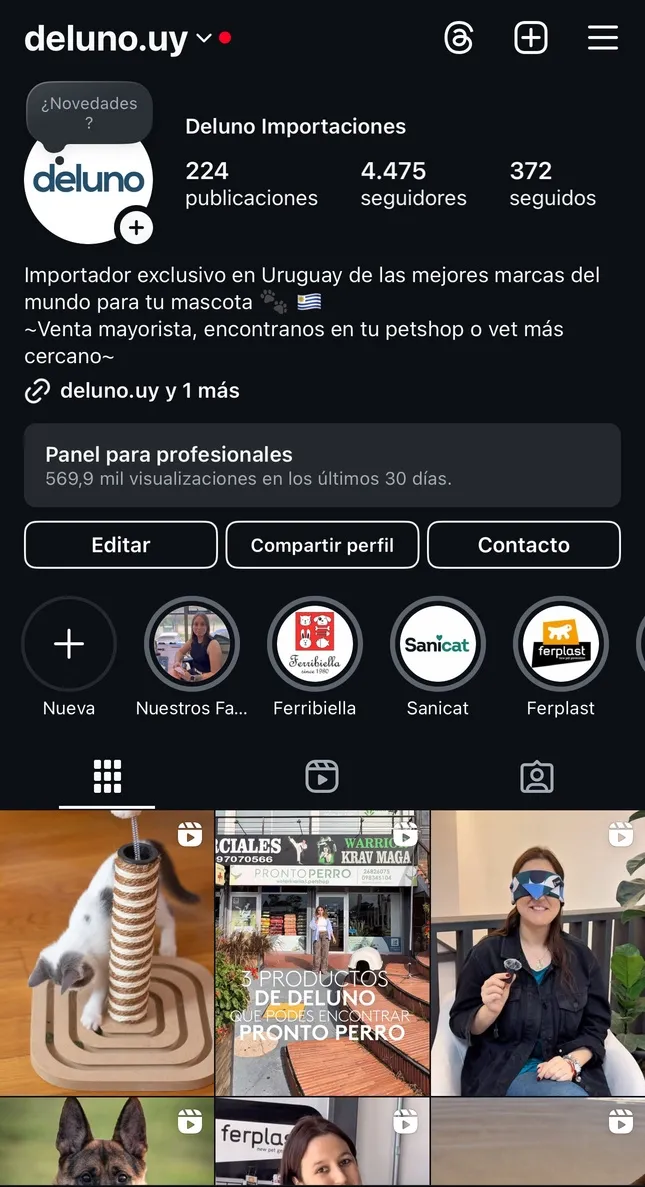 deluno.uy
¿Novedades
?
deluno
Deluno Importaciones
224
publicaciones
4.475
seguidores
372
seguidos
Importador exclusivo en Uruguay de las mejores marcas del
mundo para tu mascota 🐾 🇺🇾
~Venta mayorista, encontranos en tu petshop o vet más
cercano~
deluno.uy y 1 más
Panel para profesionales
569,9 mil visualizaciones en los últimos 30 días.
Editar
Compartir perfil
Contacto
Ferribiella
since 1980
Sanicat
ferplast
Nueva
Nuestros Fa...
Ferribiella
Sanicat
Ferplast
CIALES
97070566
WARRIO
KRAV MAGA
PRONTOPERRO
3 PRODUCTOS
DE DELUNO
QUE PODES ENCONTRAR
PRONTO PERRO
ferplas